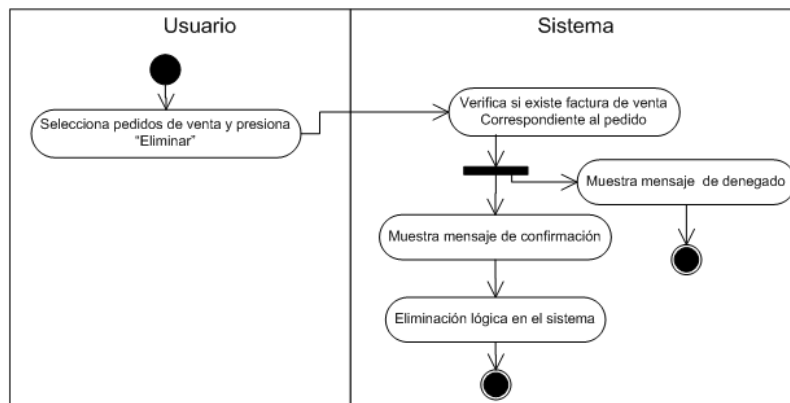 Usuario
Sistema
Selecciona pedidos de venta y presiona
“Eliminar”
Verifica si existe factura de venta
Correspondiente al pedido
Muestra mensaje de denegado
Muestra mensaje de confirmación
Eliminación lógica en el sistema